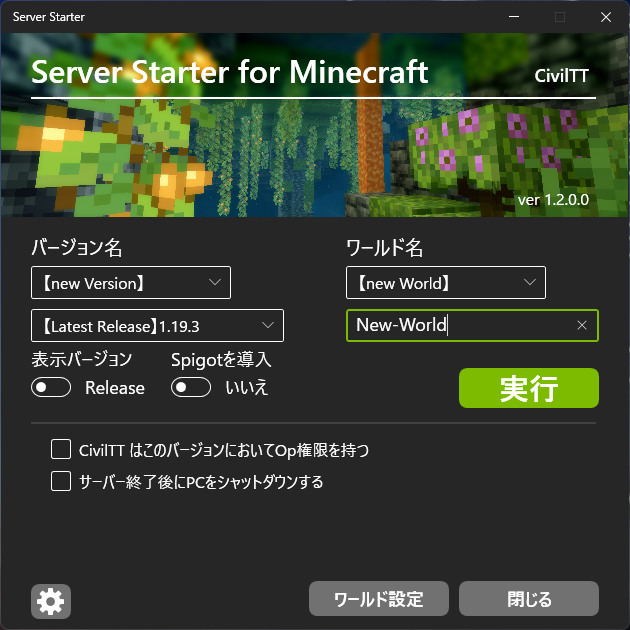 Server Starter
Server Starter for Minecraft
CivilTT
ver 1.2.0.0
バージョン名
ワールド名
【new Version】
【new World】
【Latest Release】1.19.3
New-World
表示バージョン
Spigotを導入
Release
いいえ
実行
CivilTT はこのバージョンにおいてOp権限を持つ
サーバー終了後にPCをシャットダウンする
ワールド設定
閉じる